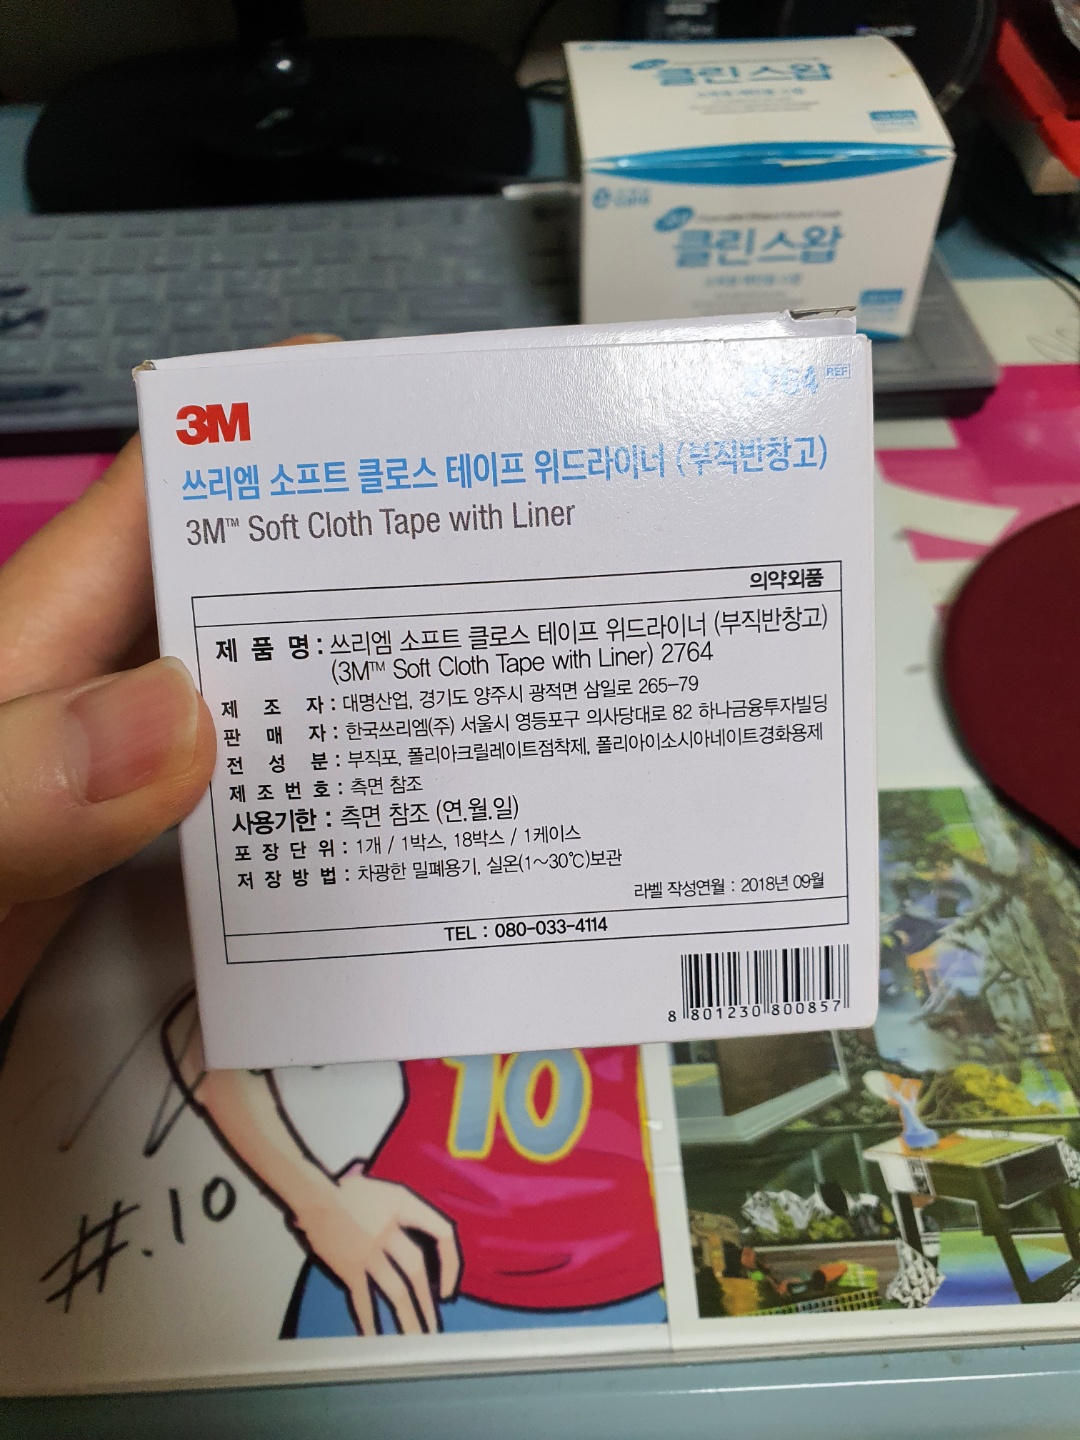 클린스왑
care
클린스왑
3M
2764 REF
쓰리엠 소프트 클로스 테이프 위드라이너 (부직반창고)
3M™ Soft Cloth Tape with Liner
의약외품
제 품 명 : 쓰리엠 소프트 클로스 테이프 위드라이너 (부직반창고)
(3M™ Soft Cloth Tape with Liner) 2764
제 조 자 : 대명산업, 경기도 양주시 광적면 삼일로 265-79
판 매 자 : 한국쓰리엠(주) 서울시 영등포구 의사당대로 82 하나금융투자빌딩
전 성 분 : 부직포, 폴리아크릴레이트점착제, 폴리아이소시아네이트경화용제
제 조 번 호 : 측면 참조
사용기한 : 측면 참조 (연.월.일)
포 장 단 위 : 1개 / 1박스, 18박스 / 1케이스
저 장 방 법 : 차광한 밀폐용기, 실온(1~30℃)보관
라벨 작성연월 : 2018년 09월
TEL : 080-033-4114
8 801230 800857
10
#.10